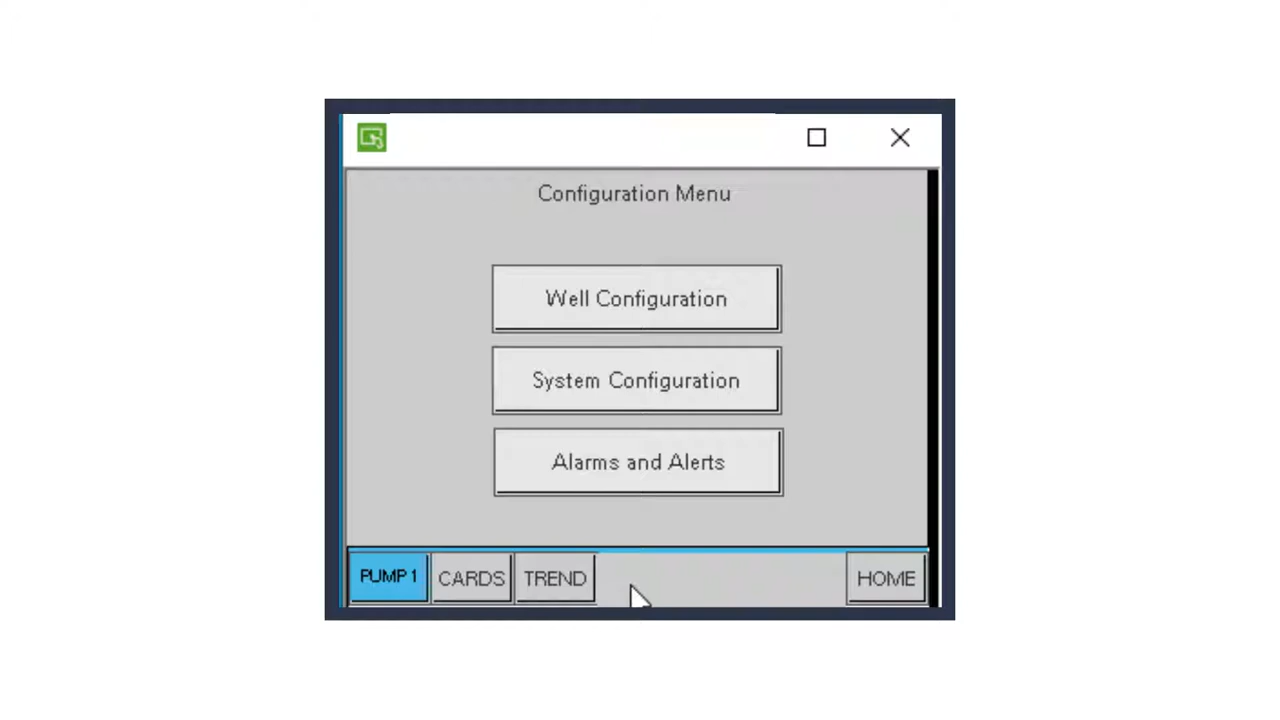 Configuration Menu
Well Configuration
System Configuration
Alarms and Alerts
PUMP 1 CARDS TREND HOME